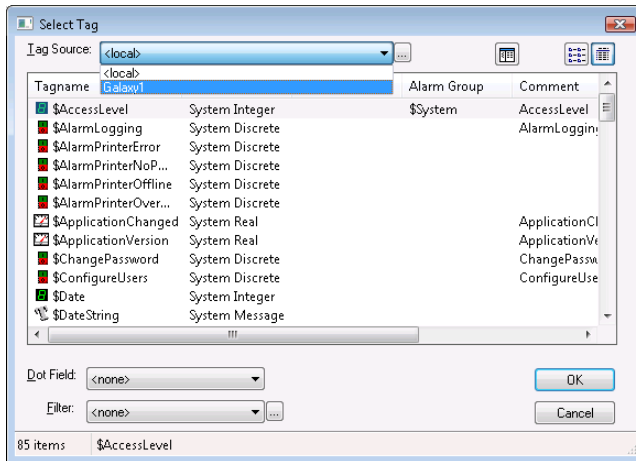 Select Tag
Tag Source: <local> ...
<local>
Galaxy1
Tagname Alarm Group Comment
$AccessLevel System Integer $System AccessLevel
$AlarmLogging System Discrete AlarmLogging
$AlarmPrinterError System Discrete
$AlarmPrinterNoP... System Discrete
$AlarmPrinterOffline System Discrete
$AlarmPrinterOver... System Discrete
$ApplicationChanged System Real ApplicationCl
$ApplicationVersion System Real ApplicationVe
$ChangePassword System Discrete ChangePassw
$ConfigureUsers System Discrete ConfigureUse
$Date System Integer
$DateString System Message
Dot Field: <none> OK
Filter: <none> ... Cancel
85 items $AccessLevel